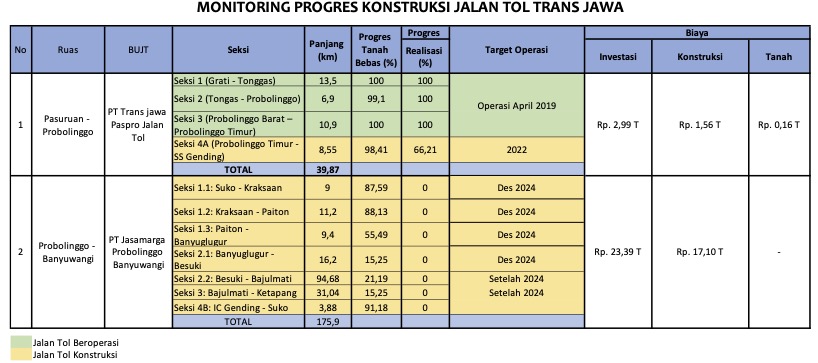 MONITORING PROGRES KONSTRUKSI JALAN TOL TRANS JAWA
No Ruas BUJT Seksi Panjang (km) Progres Tanah Bebas (%) Progres Realisasi (%) Target Operasi Biaya
Investasi Konstruksi Tanah
1 Pasuruan - Probolinggo PT Trans jawa Paspro Jalan Tol Rp. 2,99 T Rp. 1,56 T Rp. 0,16 T
Seksi 1 (Grati - Tonggas) 13,5 100 100 Operasi April 2019
Seksi 2 (Tongas - Probolinggo) 6,9 99,1 100
Seksi 3 (Probolinggo Barat –
Probolinggo Timur) 10,9 100 100
Seksi 4A (Probolinggo Timur -
SS Gending) 8,55 98,41 66,21 2022
TOTAL 39,87
2 Probolinggo - Banyuwangi PT Jasamarga Probolinggo Banyuwangi Rp. 23,39 T Rp. 17,10 T -
Seksi 1.1: Suko - Kraksaan 9 87,59 0 Des 2024
Seksi 1.2: Kraksaan - Paiton 11,2 88,13 0 Des 2024
Seksi 1.3: Paiton -
Banyuglugur 9,4 55,49 0 Des 2024
Seksi 2.1: Banyuglugur -
Besuki 16,2 15,25 0 Des 2024
Seksi 2.2: Besuki - Bajulmati 94,68 21,19 0 Setelah 2024
Seksi 3: Bajulmati - Ketapang 31,04 15,25 0 Setelah 2024
Seksi 4B: IC Gending - Suko 3,88 91,18 0
TOTAL 175,9
Jalan Tol Beroperasi
Jalan Tol Konstruksi